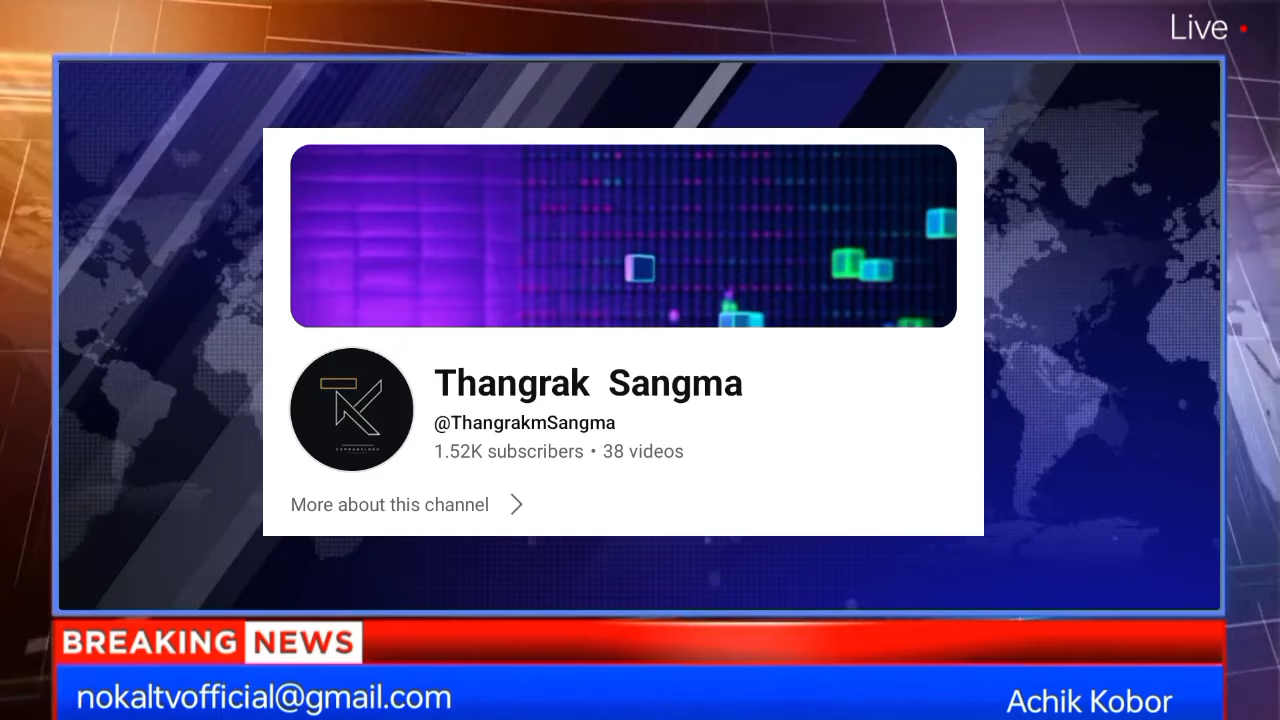 Live
Thangrak Sangma
@ThangrakmSangma
1.52K subscribers • 38 videos
More about this channel
BREAKING NEWS
nokaltvofficial@gmail.com
Achik Kobor